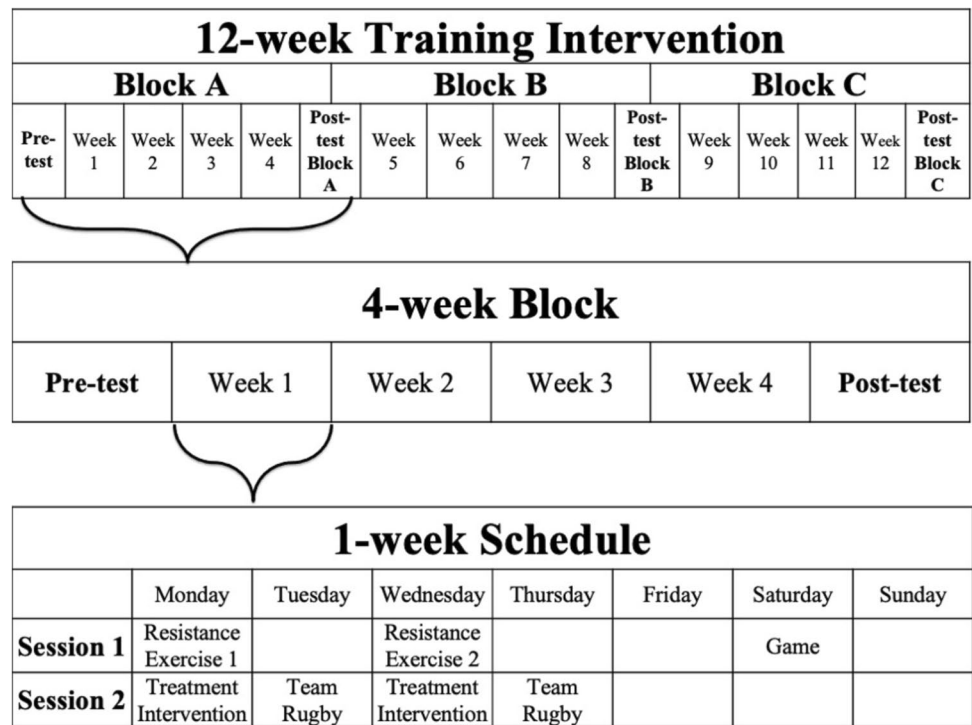 12-week Training Intervention
Block A Block B Block C
Pre-test Week 1 Week 2 Week 3 Week 4 Post-test Block A Week 5 Week 6 Week 7 Week 8 Post-test Block B Week 9 Week 10 Week 11 Week 12 Post-test Block C
4-week Block
Pre-test Week 1 Week 2 Week 3 Week 4 Post-test
1-week Schedule
Monday Tuesday Wednesday Thursday Friday Saturday Sunday
Session 1 Resistance Exercise 1 Resistance Exercise 2 Game
Session 2 Treatment Intervention Team Rugby Treatment Intervention Team Rugby